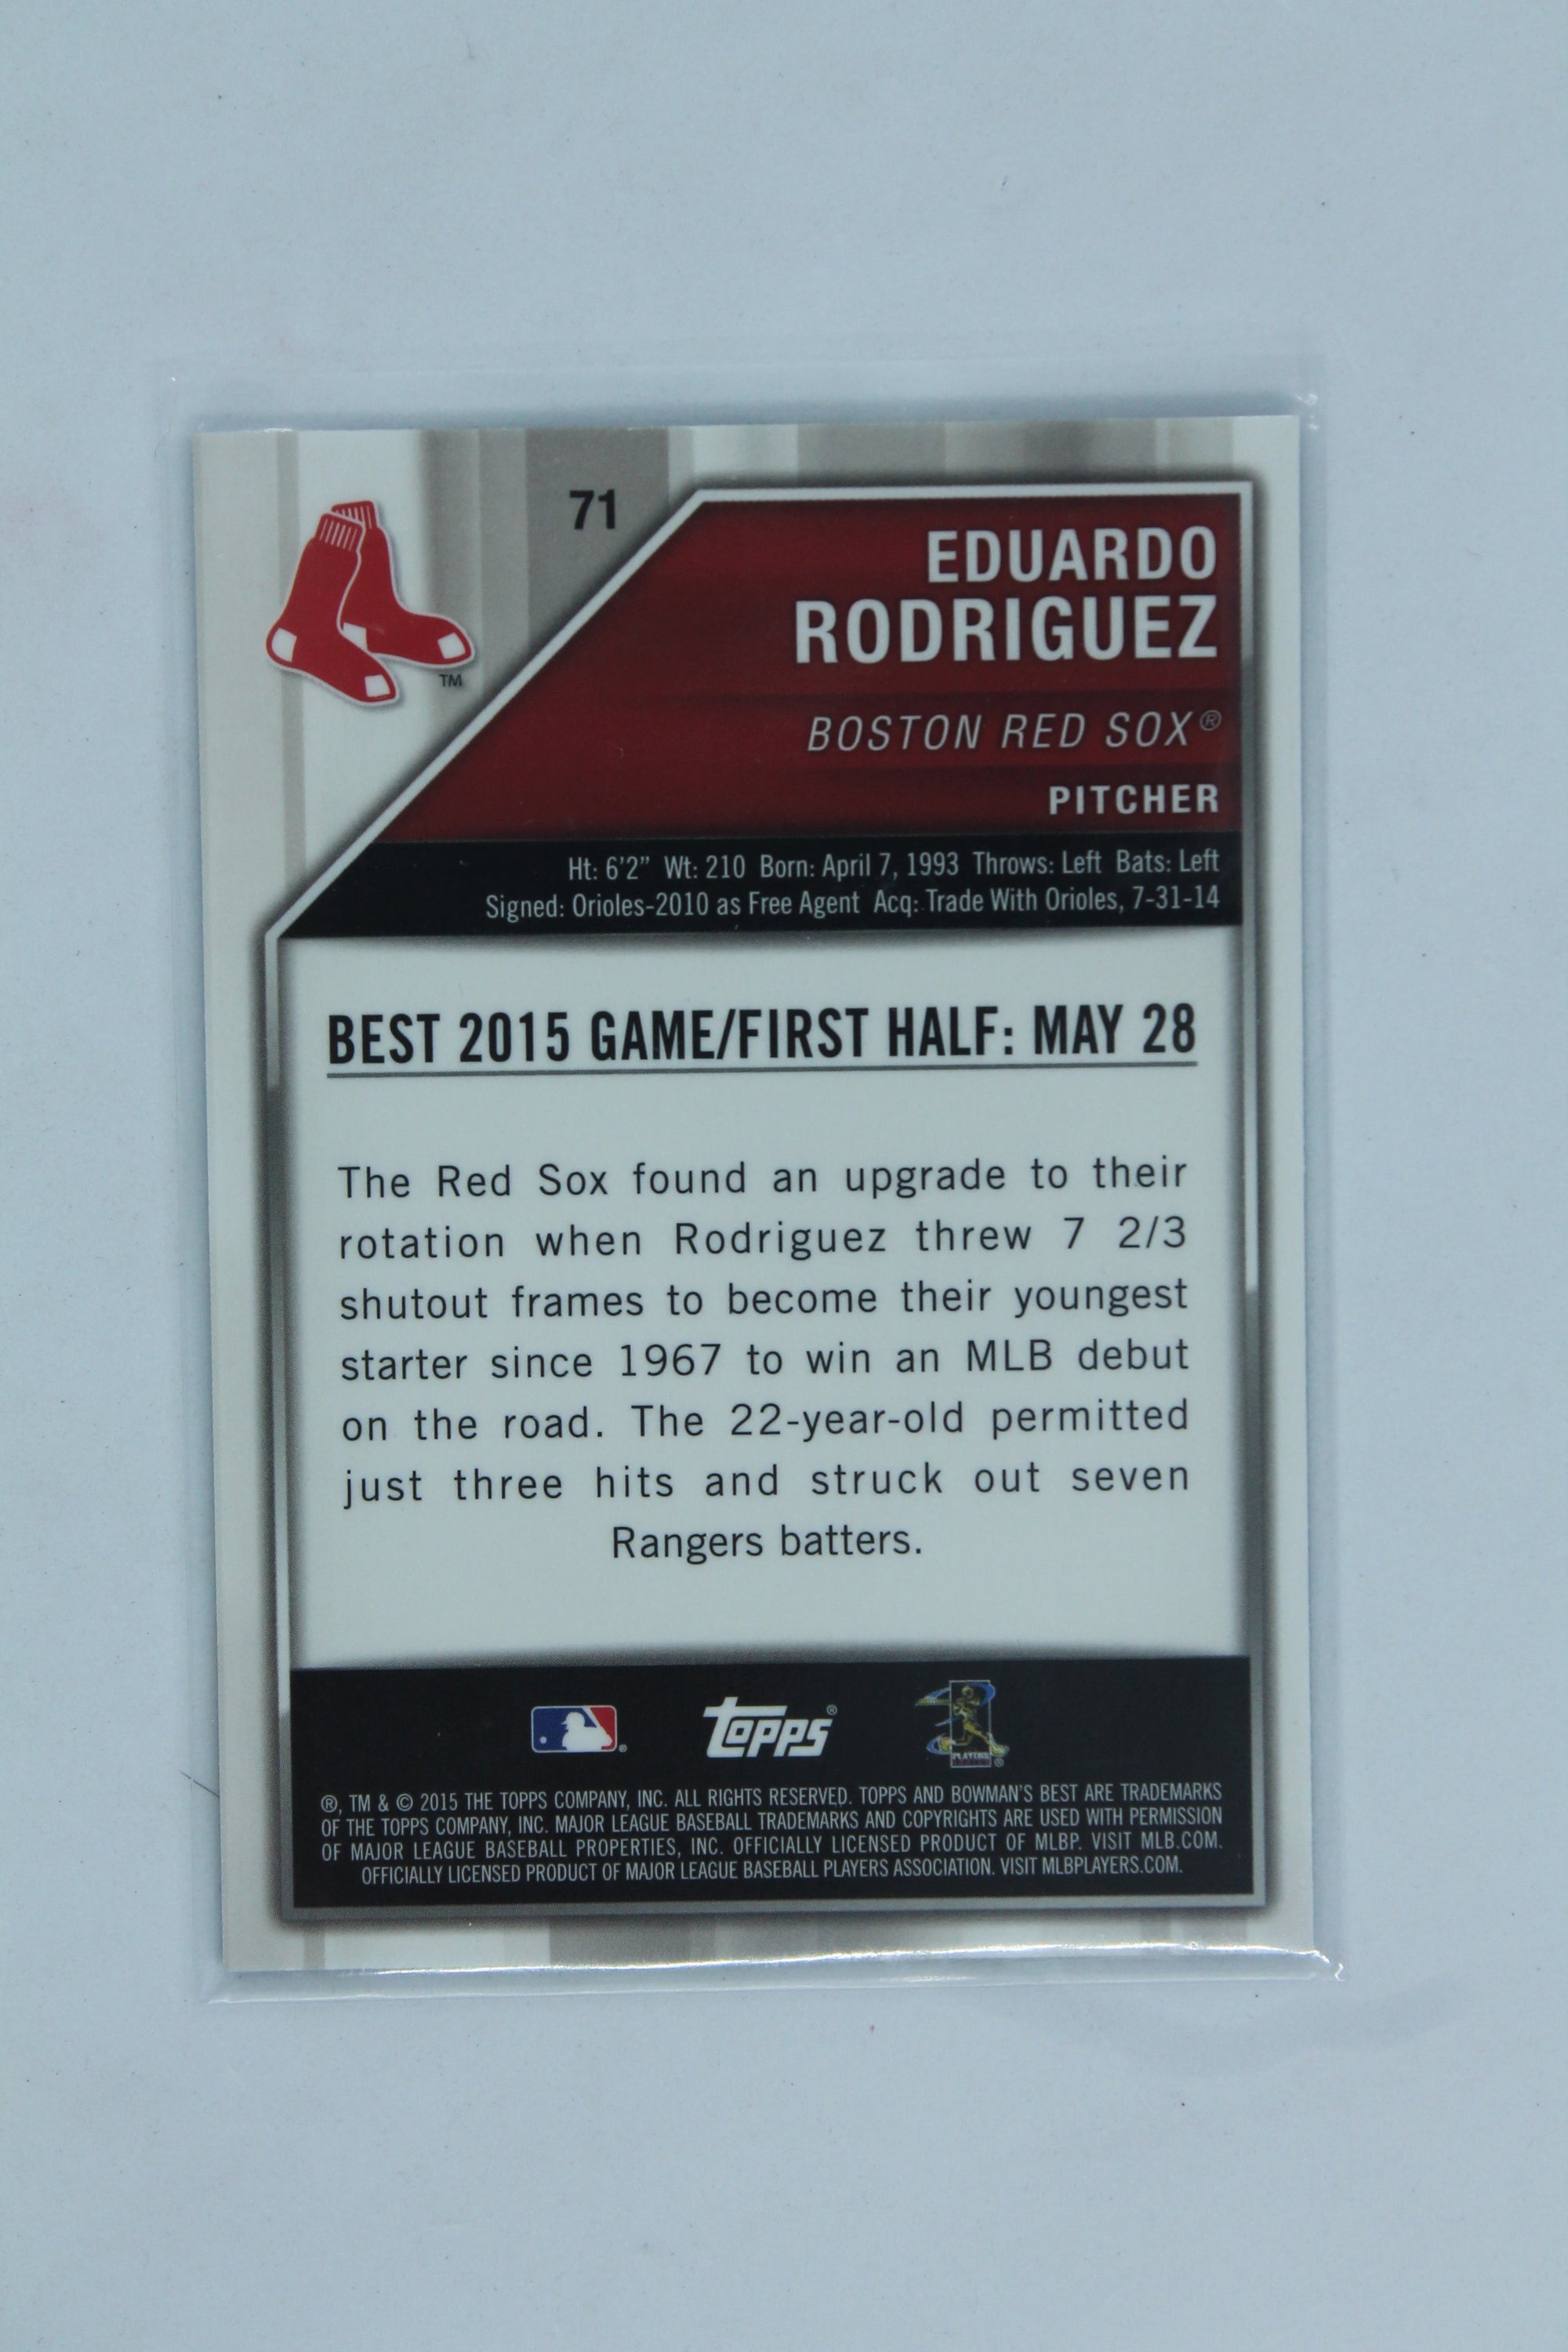 71
EDUARDO
RODRIGUEZ
BOSTON RED SOX®
PITCHER
TM
Ht: 6'2" Wt: 210 Born: April 7, 1993 Throws: Left Bats: Left
Signed: Orioles-2010 as Free Agent Acq: Trade With Orioles, 7-31-14
BEST 2015 GAME/FIRST HALF: MAY 28
The Red Sox found an upgrade to their
rotation when Rodriguez threw 7 2/3
shutout frames to become their youngest
starter since 1967 to win an MLB debut
on the road. The 22-year-old permitted
just three hits and struck out seven
Rangers batters.
topps®
PLAYERS
®, TM & © 2015 THE TOPPS COMPANY, INC. ALL RIGHTS RESERVED. TOPPS AND BOWMAN'S BEST ARE TRADEMARKS
OF THE TOPPS COMPANY, INC. MAJOR LEAGUE BASEBALL TRADEMARKS AND COPYRIGHTS ARE USED WITH PERMISSION
OF MAJOR LEAGUE BASEBALL PROPERTIES, INC. OFFICIALLY LICENSED PRODUCT OF MLBP. VISIT MLB.COM.
OFFICIALLY LICENSED PRODUCT OF MAJOR LEAGUE BASEBALL PLAYERS ASSOCIATION. VISIT MLBPLAYERS.COM.